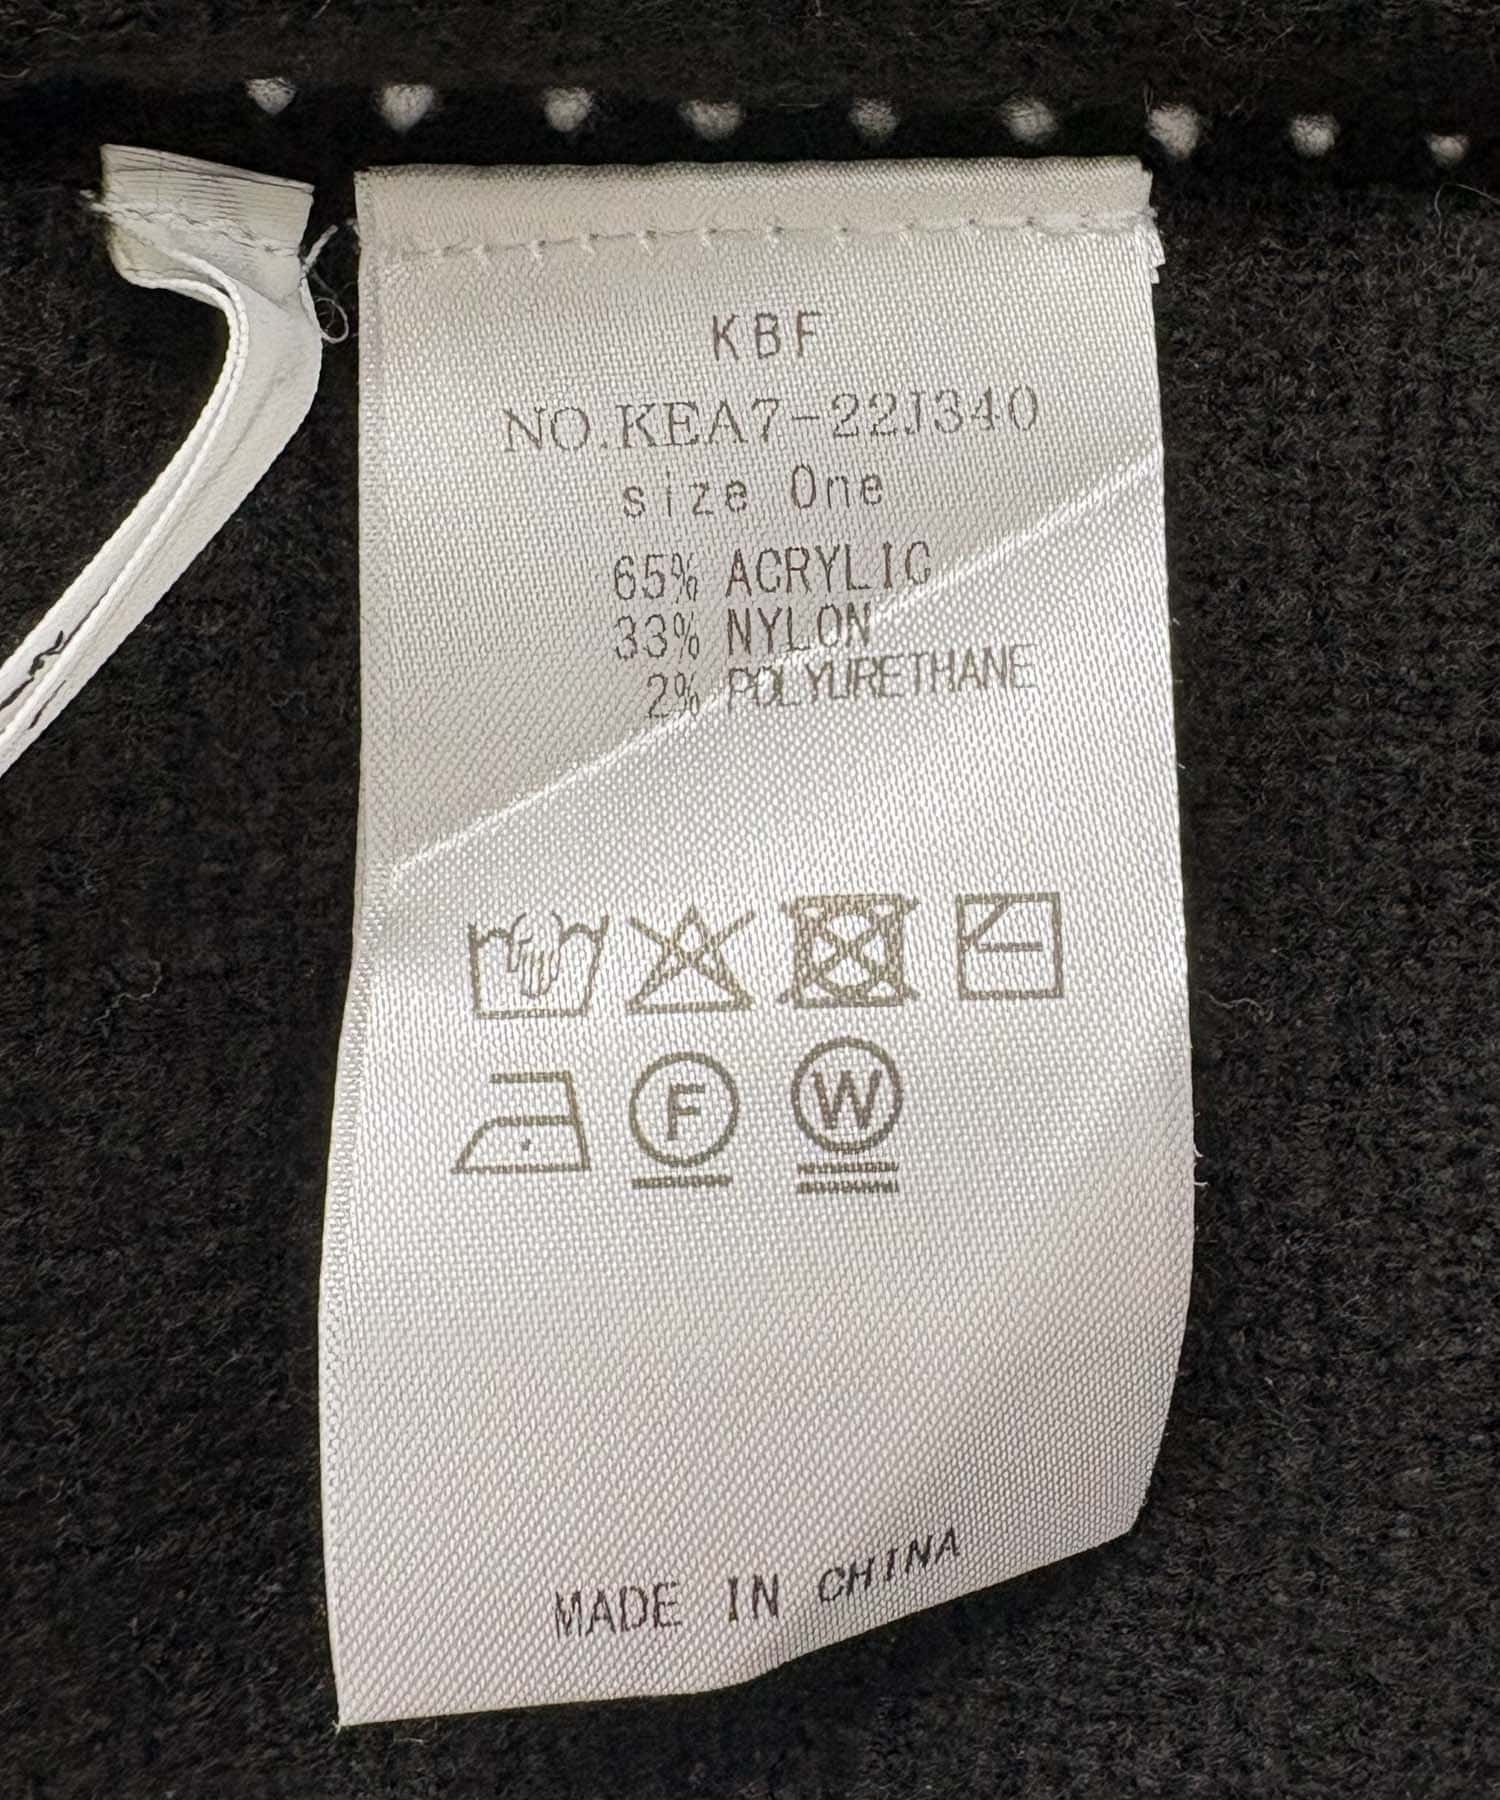 KBF
NO.KEA7-22J340
size One
65% ACRYLIC
33% NYLON
2% POLYURETHANE
F
W
MADE IN CHINA